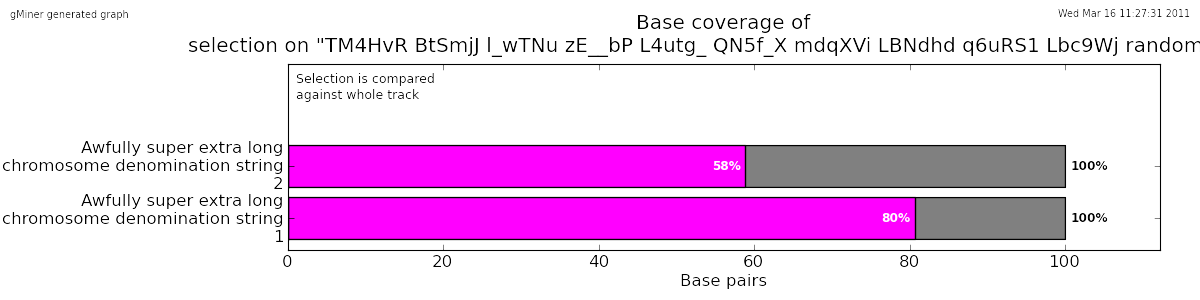 gMiner generated graph
Wed Mar 16 11:27:31 2011
Base coverage of
selection on "TM4HvR BtSmjJ l_wTNu zE__bP L4utg_ QN5f_X mdqXVi LBNdhd q6uRS1 Lbc9Wj random
Selection is compared
against whole track
Awfully super extra long
chromosome denomination string
2
58%
100%
Awfully super extra long
chromosome denomination string
1
80%
100%
0 20 40 60 80 100
Base pairs